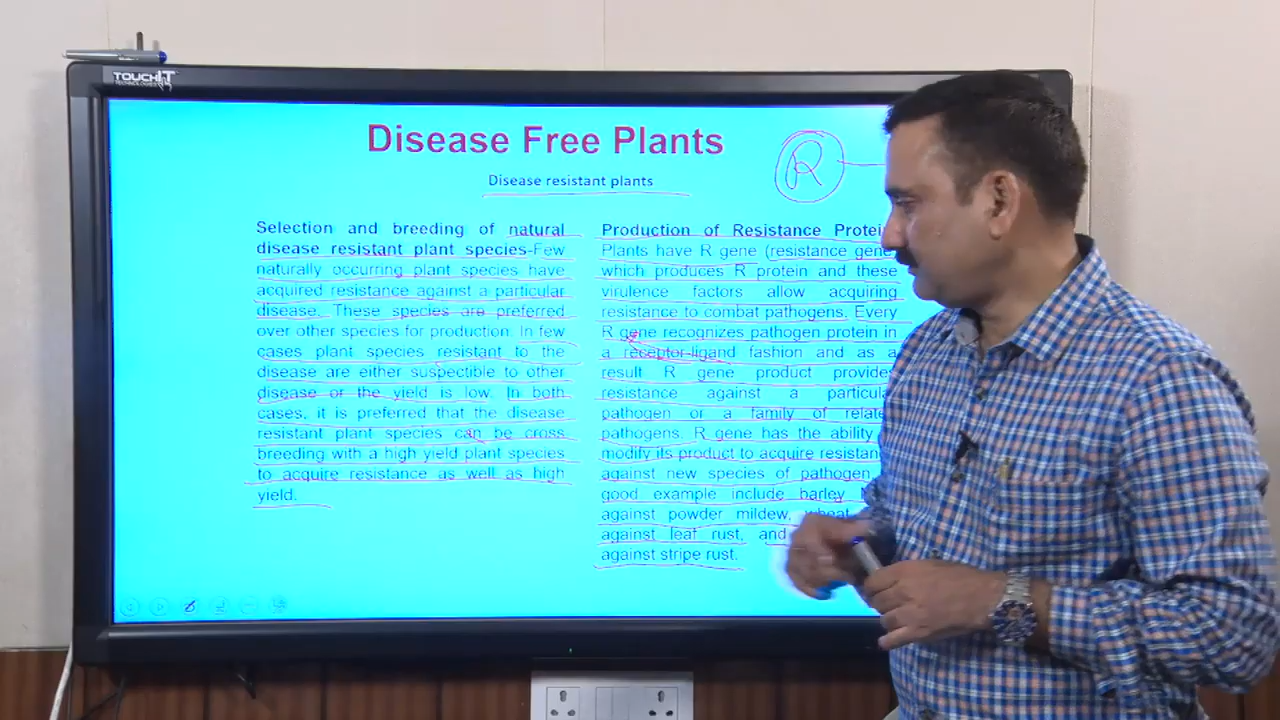 TOUCHIT
TECHNOLOGIES
Disease Free Plants
R
Disease resistant plants
Selection and breeding of natural
disease resistant plant species-Few
naturally occurring plant species have
acquired resistance against a particular
disease. These species are preferred
over other species for production. In few
cases plant species resistant to the
disease are either suspectible to other
disease or the yield is low. In both
cases, it is preferred that the disease
resistant plant species can be cross
breeding with a high yield plant species
to acquire resistance as well as high
yield.
Production of Resistance
Plants have R gene (resistance gene
which produces R protein and these
virulence factors allow acquiring
resistance to combat pathogens. Every
R gene recognizes pathogen protein in
a receptor-ligand fashion and as a
result R gene product provides
resistance against a
pathogen or a family of
pathogens. R gene has the ability
modify its product to acquire
against new species of pathogen
good example include barley
against powder mildew, wheat
against leaf rust, and
against stripe rust.